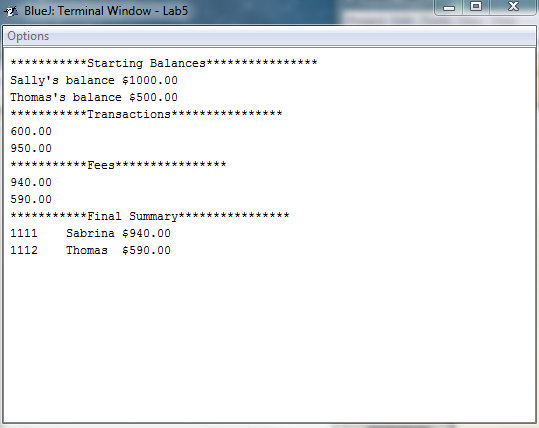 BlueJ: Terminal Window - Lab5
Options
***********Starting Balances****************
Sally's balance $1000.00
Thomas's balance $500.00
***********Transactions****************
600.00
950.00
***********Fees****************
940.00
590.00
***********Final Summary****************
1111 Sabrina $940.00
1112 Thomas $590.00